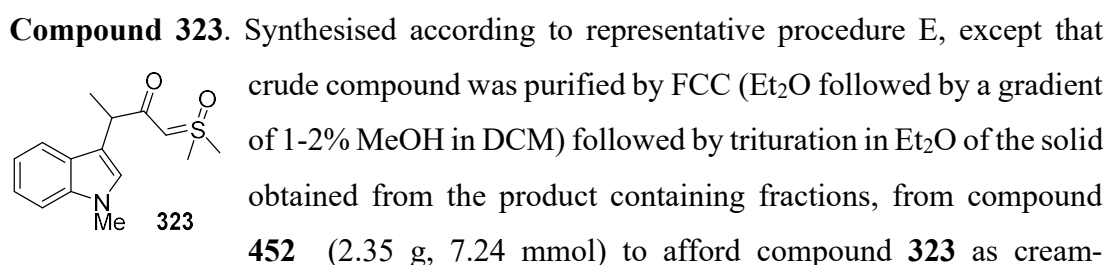 Compound 323. Synthesised according to representative procedure E, except that
crude compound was purified by FCC (Et₂O followed by a gradient
of 1-2% MeOH in DCM) followed by trituration in Et₂O of the solid
obtained from the product containing fractions, from compound
452 (2.35 g, 7.24 mmol) to afford compound 323 as cream-
O
O
S
N
Me 323